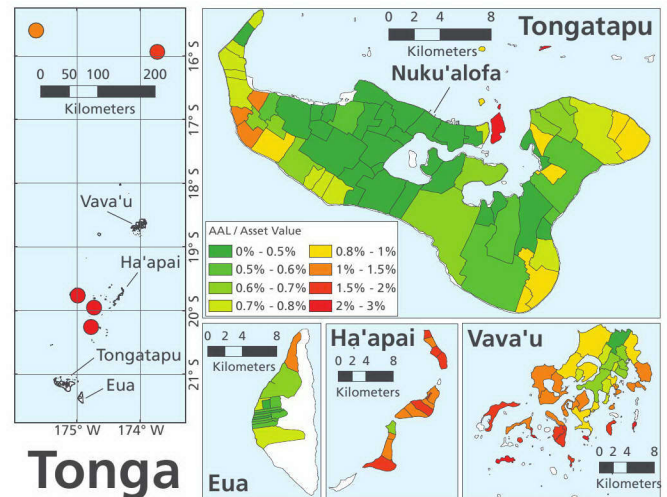 16° S
17° S
18° S
19° S
20° S
21° S
175° W
174° W
0 50 100 200
Kilometers
Vava'u
Ha'apai
Tongatapu
Eua
Tonga
Tongatapu
0 2 4 8
Kilometers
Nuku'alofa
AAL / Asset Value
0% - 0.5%
0.5% - 0.6%
0.6% - 0.7%
0.7% - 0.8%
0.8% - 1%
1% - 1.5%
1.5% - 2%
2% - 3%
0 2 4 8
Kilometers
Eua
Ha'apai
0 2 4 8
Kilometers
Vava'u
0 2 4 8
Kilometers